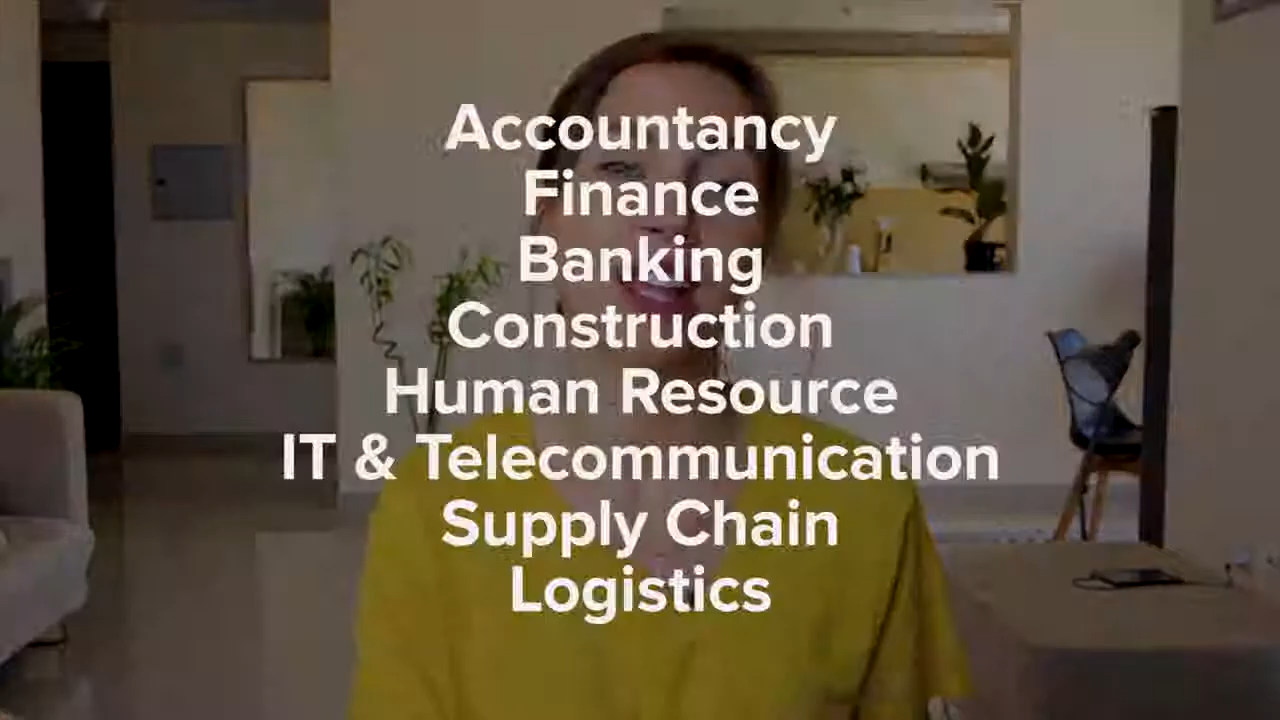 Accountancy
Finance
Banking
Construction
Human Resource
IT & Telecommunication
Supply Chain
Logistics